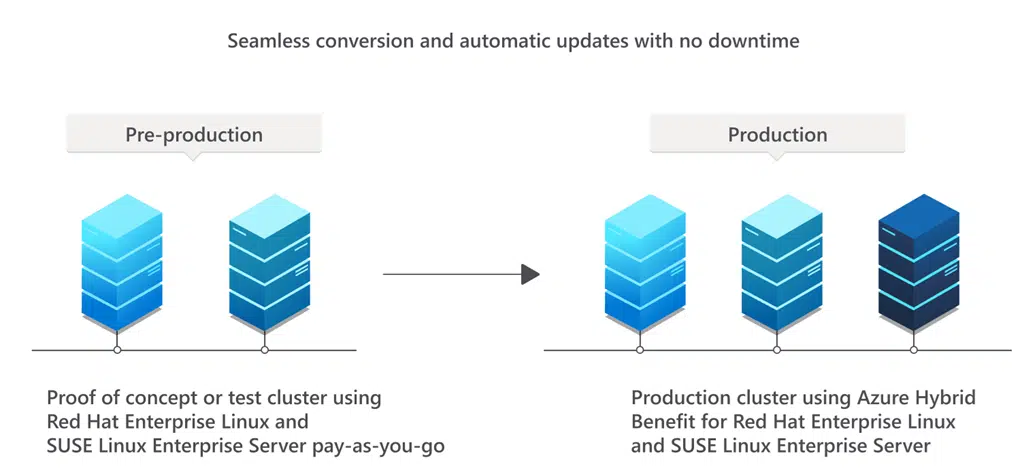 Seamless conversion and automatic updates with no downtime
Pre-production
Production
Proof of concept or test cluster using
Red Hat Enterprise Linux and
SUSE Linux Enterprise Server pay-as-you-go
Production cluster using Azure Hybrid
Benefit for Red Hat Enterprise Linux
and SUSE Linux Enterprise Server